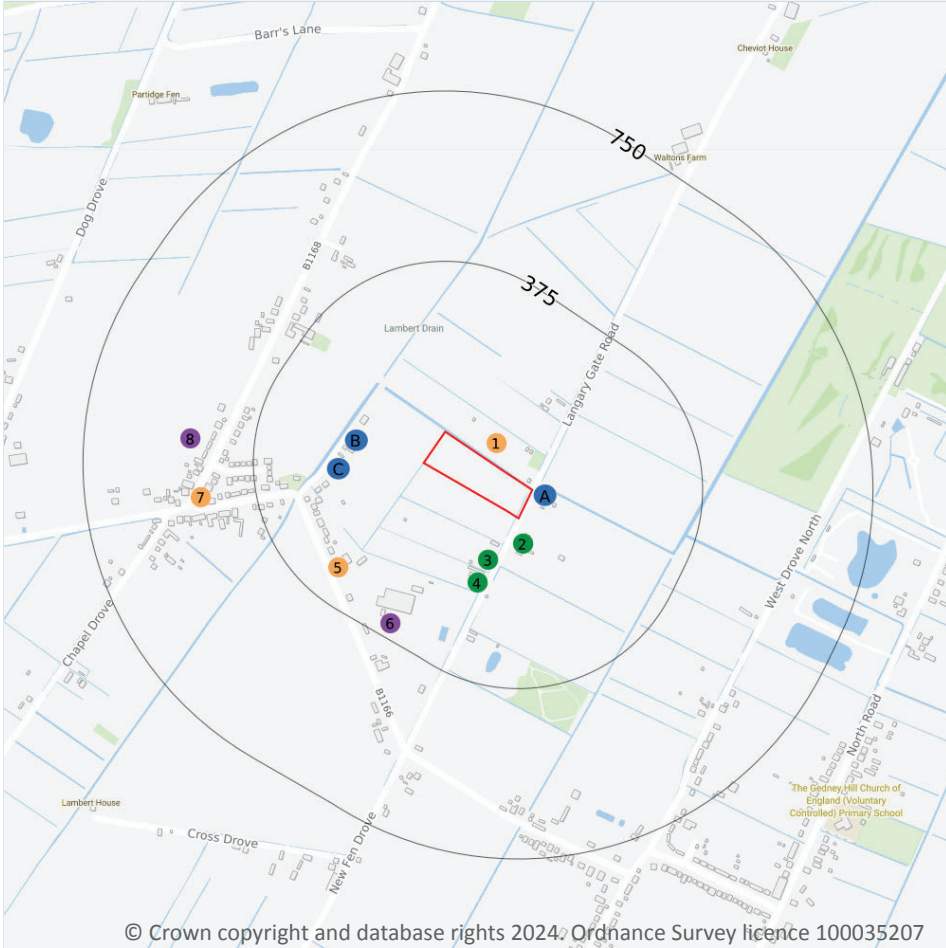 Barr's Lane
Cheviot House
Partidge Fen
750
Waltons Farm
Dog Drove
B1168
375
Lambert Drain
Langary Gate Road
8
B
1
C
7
A
2
3
5
4
West Drove North
6
Chapel Drove
B1166
North Road
The Gedney Hill Church of
England (Voluntary
Controlled) Primary School
Lambert House
Cross Drove
New Fen Drove
© Crown copyright and database rights 2024. Ordnance Survey licence 100035207